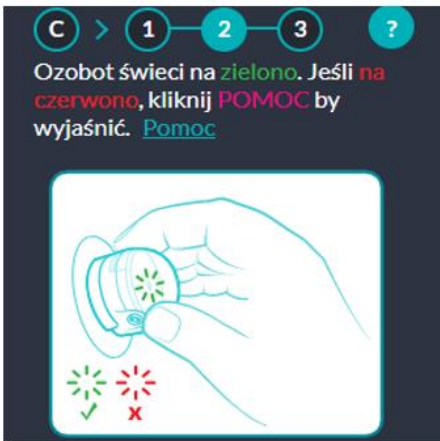 C > 1 2 3 ?
Ozobot świeci na zielono. Jeśli na
czerwono, kliknij POMOC by
wyjaśnić. Pomoc
✓ x